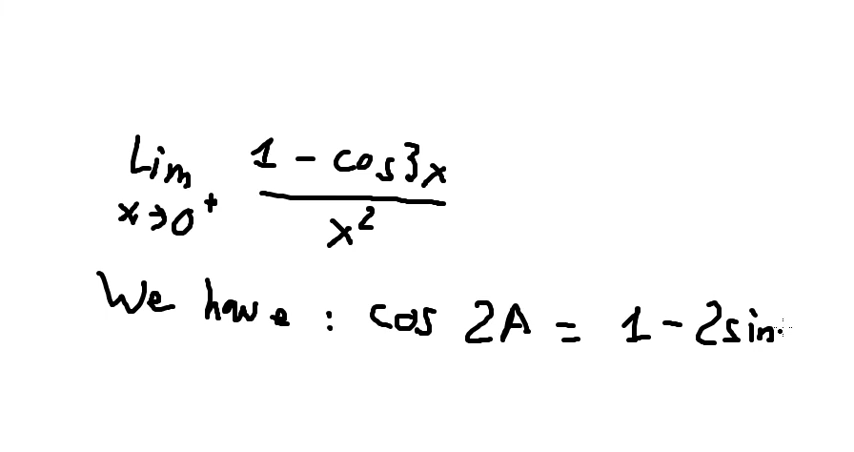 Lim x→0⁺ 1 - cos3x / x²
We have : cos 2A = 1 - 2sin